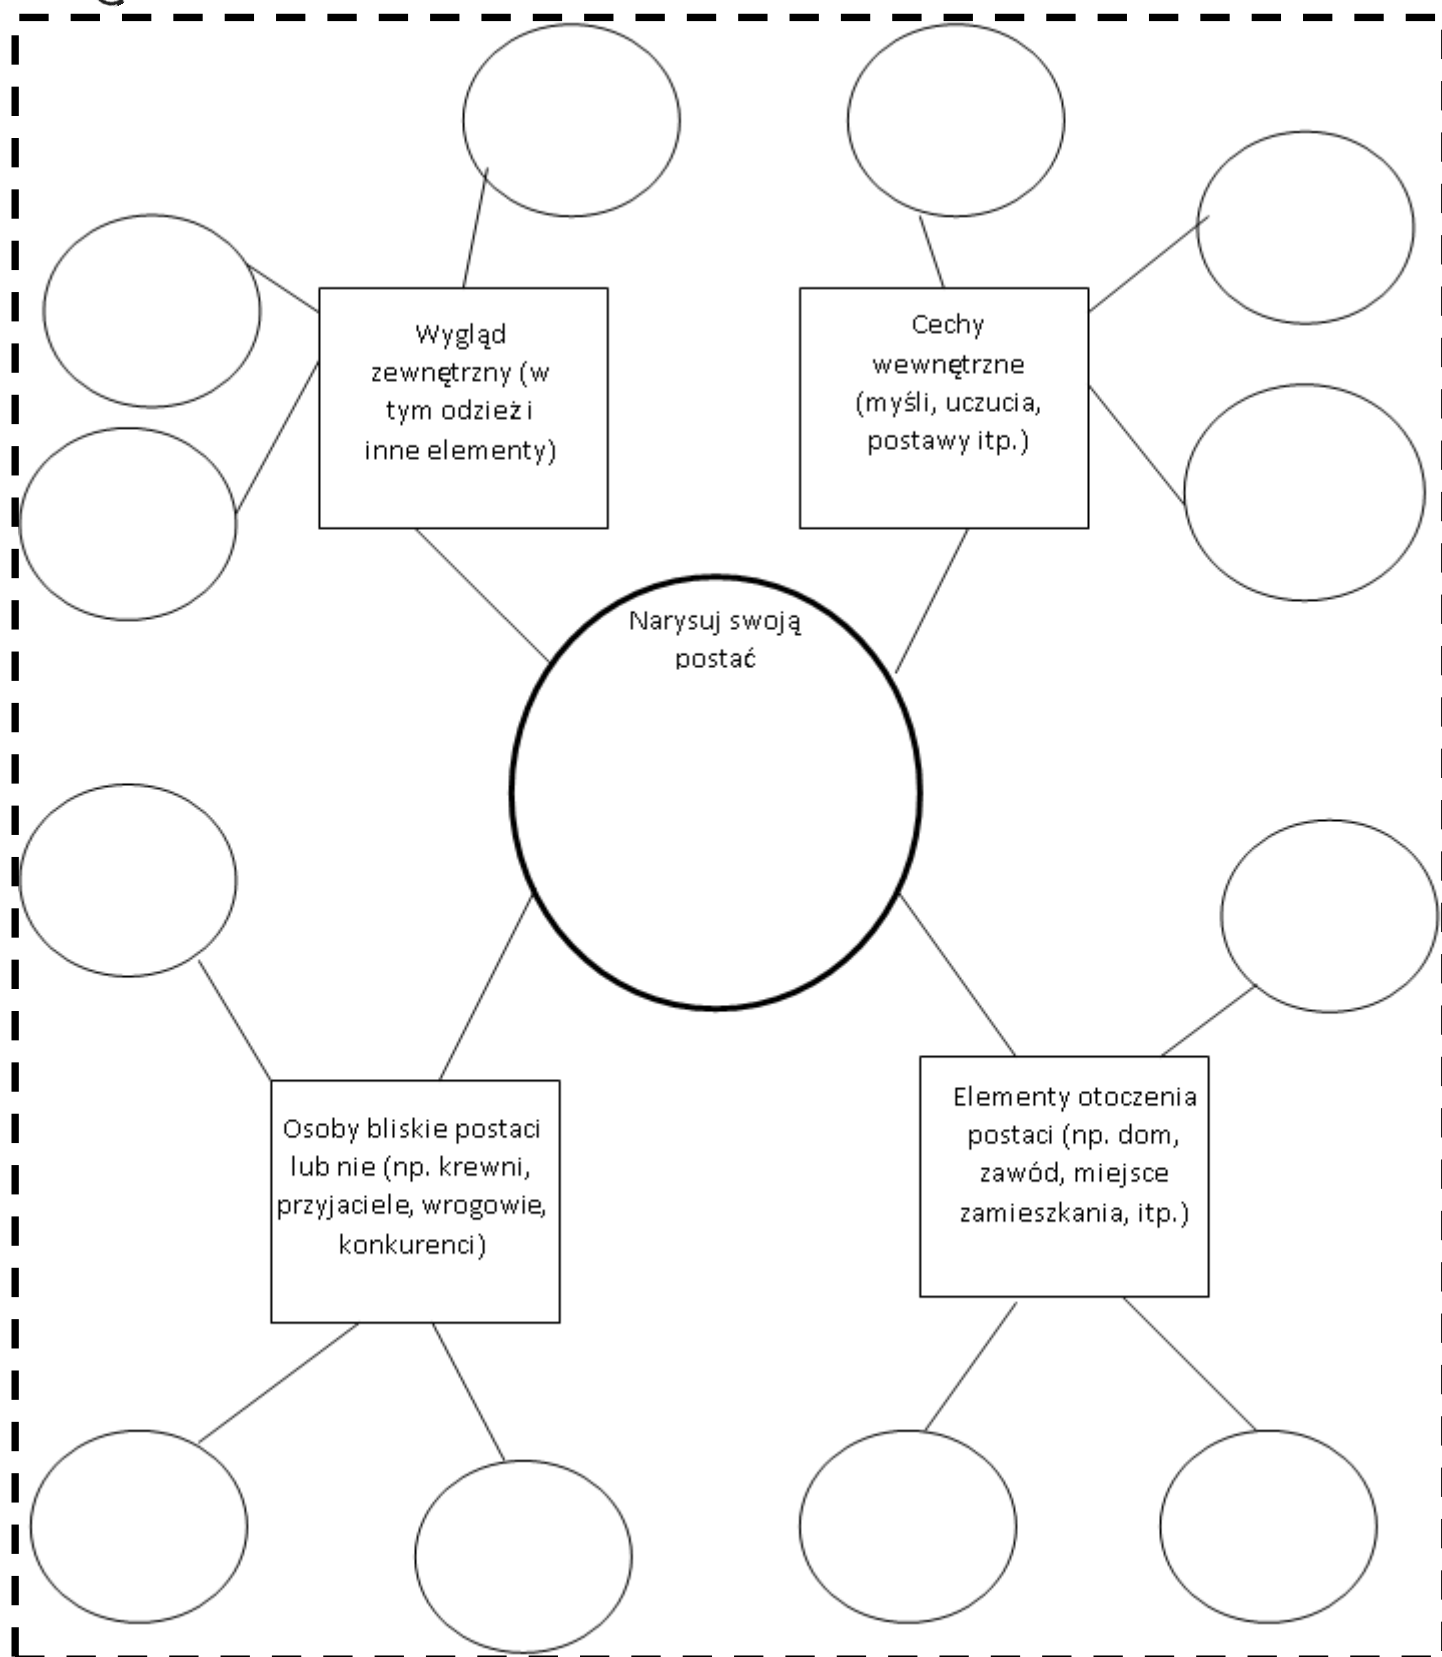 Wygląd
zewnętrzny (w
tym odzież i
inne elementy)
Cechy
wewnętrzne
(myśli, uczucia,
postawy itp.)
Narysuj swoją
postać
Osoby bliskie postaci
lub nie (np. krewni,
przyjaciele, wrogowie,
konkurenci)
Elementy otoczenia
postaci (np. dom,
zawód, miejsce
zamieszkania, itp.)